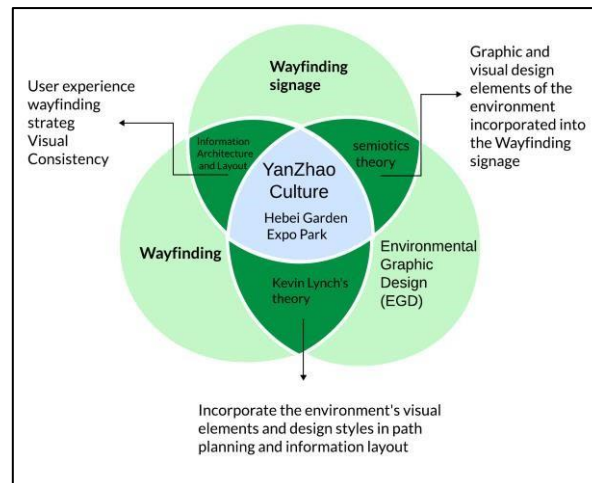 Wayfinding
signage
Graphic and
visual design
elements of the
environment
incorporated into
the Wayfinding
signage
User experience
wayfinding
strateg
Visual
Consistency
Information
Architecture
and Layout
semiotics
theory
YanZhao
Culture
Hebei Garden
Expo Park
Wayfinding
Environmental
Graphic
Design
(EGD)
Kevin Lynch's
theory
Incorporate the environment's visual
elements and design styles in path
planning and information layout